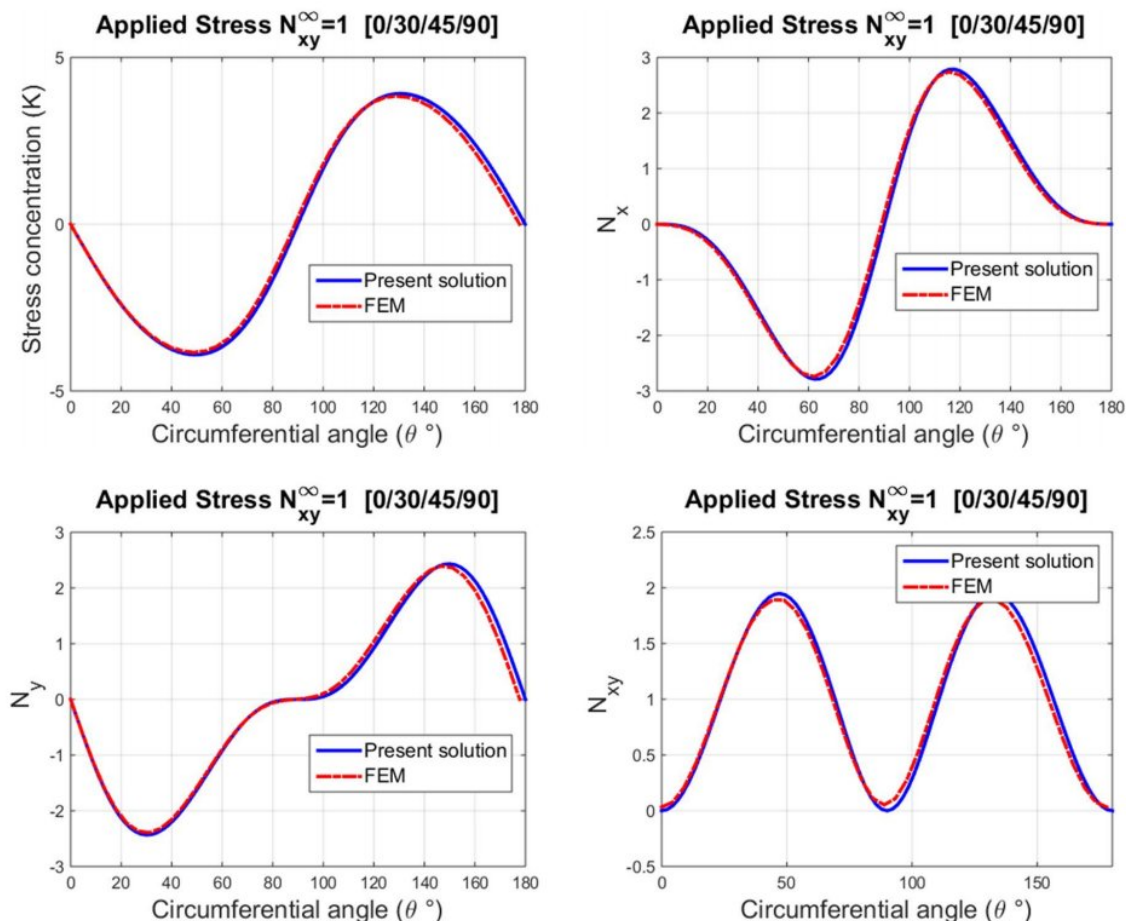 Applied Stress N∞xy=1 [0/30/45/90]
Stress concentration (K)
5
0
-5
0 20 40 60 80 100 120 140 160 180
Circumferential angle (θ °)
Present solution
FEM
Applied Stress N∞xy=1 [0/30/45/90]
Nx
3
2
1
0
-1
-2
-3
0 20 40 60 80 100 120 140 160 180
Circumferential angle (θ °)
Present solution
FEM
Applied Stress N∞xy=1 [0/30/45/90]
Ny
3
2
1
0
-1
-2
-3
0 20 40 60 80 100 120 140 160 180
Circumferential angle (θ °)
Present solution
FEM
Applied Stress N∞xy=1 [0/30/45/90]
Nxy
2.5
2
1.5
1
0.5
0
-0.5
0 50 100 150
Circumferential angle (θ °)
Present solution
FEM